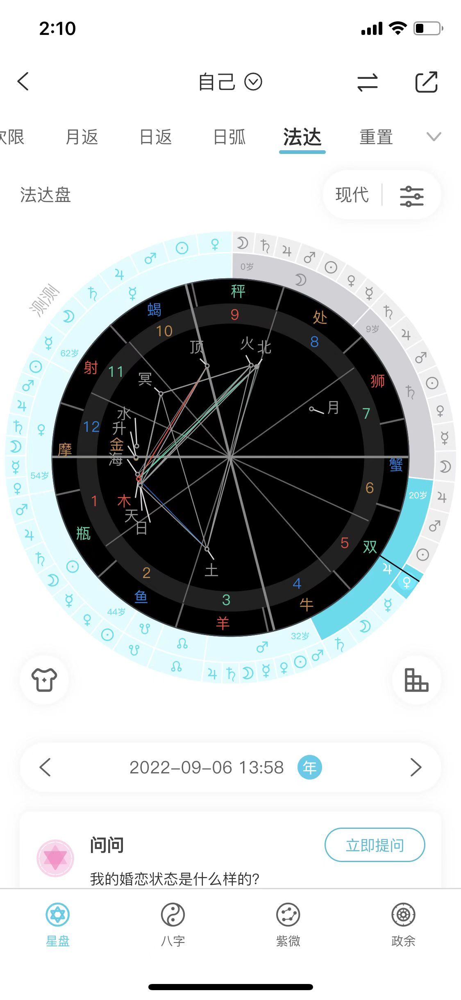 2:10
自己
次限 月返 日返 日弧 法达 重置
法达盘
现代
测测
0岁
9岁
20岁
32岁
44岁
54岁
62岁
秤
处
狮
蟹
双
牛
羊
鱼
瓶
摩
射
蝎
9
8
7
6
5
4
3
2
1
12
11
10
顶
火
北
冥
月
水
升
金
海
木
天
日
土
2022-09-06 13:58 年
问问
立即提问
我的婚恋状态是什么样的?
星盘 八字 紫微 政余